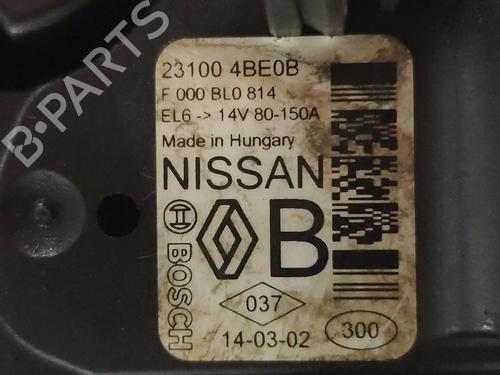 23100 4BE0B
F 000 BL0 814
EL6 -> 14V 80-150A
Made in Hungary
NISSAN
BOSCH
B
037
14-03-02
300
B-PARTS